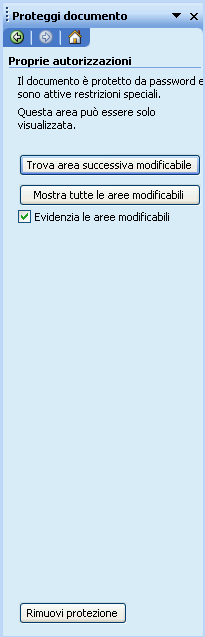 Proteggi documento
Proprie autorizzazioni
Il documento è protetto da password e
sono attive restrizioni speciali.
Questa area può essere solo
visualizzata.
Trova area successiva modificabile
Mostra tutte le aree modificabili
Evidenzia le aree modificabili
Rimuovi protezione